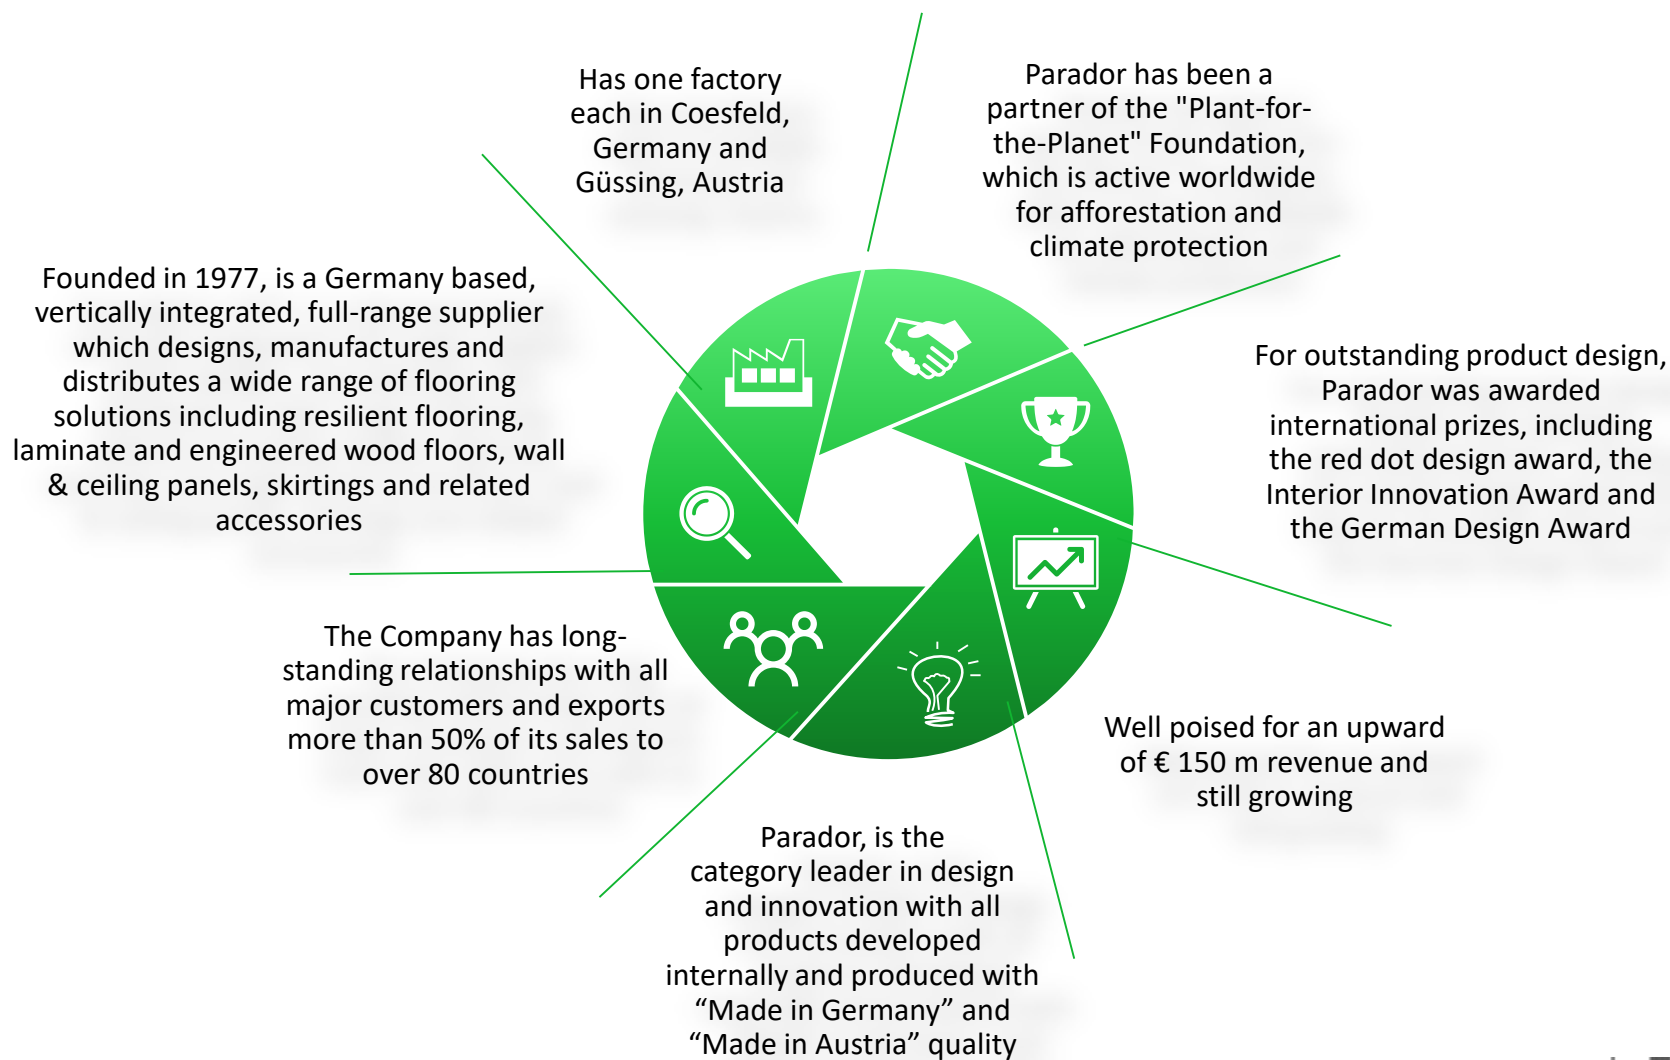 Has one factory
each in Coesfeld,
Germany and
Güssing, Austria
Parador has been a
partner of the "Plant-for-
the-Planet" Foundation,
which is active worldwide
for afforestation and
climate protection
Founded in 1977, is a Germany based,
vertically integrated, full-range supplier
which designs, manufactures and
distributes a wide range of flooring
solutions including resilient flooring,
laminate and engineered wood floors, wall
& ceiling panels, skirtings and related
accessories
For outstanding product design,
Parador was awarded
international prizes, including
the red dot design award, the
Interior Innovation Award and
the German Design Award
The Company has long-
standing relationships with all
major customers and exports
more than 50% of its sales to
over 80 countries
Well poised for an upward
of € 150 m revenue and
still growing
Parador, is the
category leader in design
and innovation with all
products developed
internally and produced with
“Made in Germany” and
“Made in Austria” quality